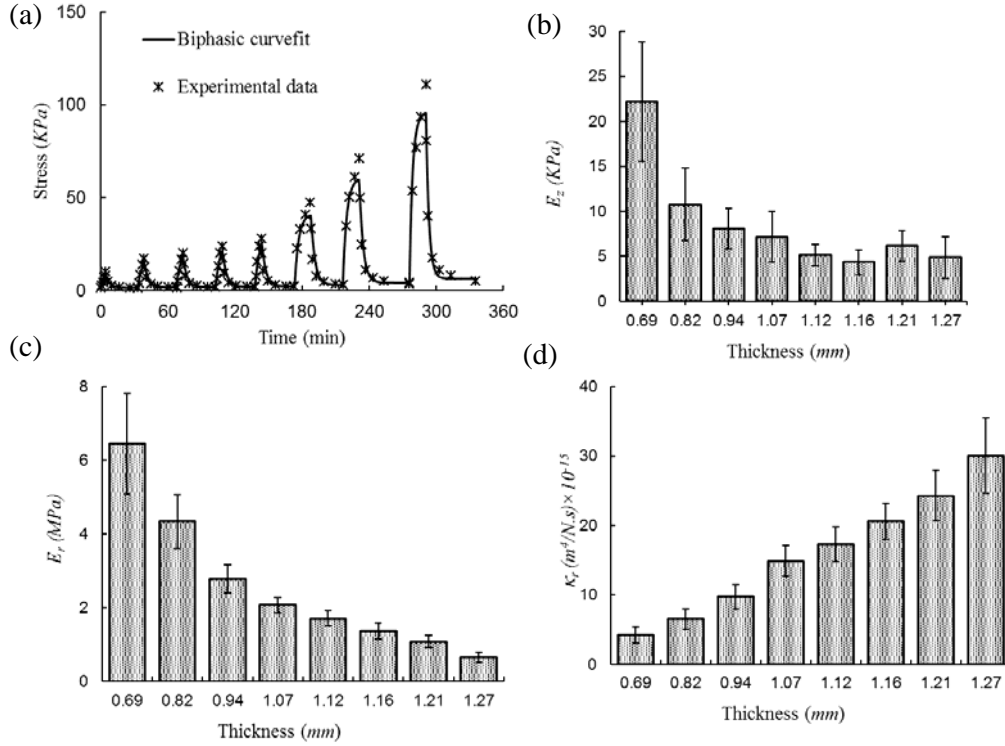 (a)
150
100
50
0
Stress (KPa)
Biphasic curvefit
Experimental data
0 60 120 180 240 300 360
Time (min)
(b)
30
25
20
15
10
5
0
E_z (KPa)
0.69 0.82 0.94 1.07 1.12 1.16 1.21 1.27
Thickness (mm)
(c)
8
6
4
2
0
E_r (MPa)
0.69 0.82 0.94 1.07 1.12 1.16 1.21 1.27
Thickness (mm)
(d)
40
30
20
10
0
κ_r (m⁴/N.s)×10⁻¹⁵
0.69 0.82 0.94 1.07 1.12 1.16 1.21 1.27
Thickness (mm)